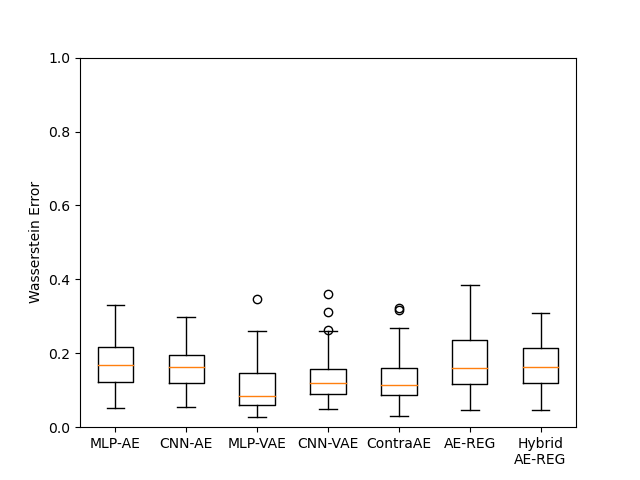 1.0
0.8
0.6
0.4
0.2
0.0
Wasserstein Error
MLP-AE
CNN-AE
MLP-VAE
CNN-VAE
ContraAE
AE-REG
Hybrid
AE-REG